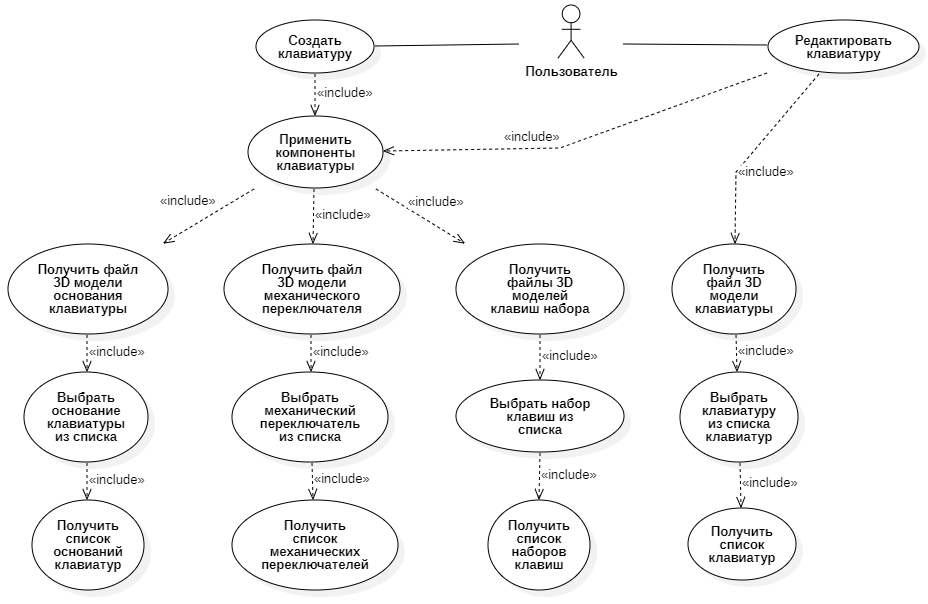 Создать
клавиатуру
Пользователь
Редактировать
клавиатуру
«include»
«include»
Применить
компоненты
клавиатуры
«include»
«include»
«include»
«include»
Получить файл
3D модели
основания
клавиатуры
Получить файл
3D модели
механического
переключателя
Получить
файлы 3D
моделей
клавиш набора
Получить
файл 3D
модели
клавиатуры
«include»
«include»
«include»
«include»
Выбрать
основание
клавиатуры
из списка
Выбрать
механический
переключатель
из списка
Выбрать набор
клавиш из
списка
Выбрать
клавиатуру
из списка
клавиатур
«include»
«include»
«include»
«include»
Получить
список
оснований
клавиатур
Получить
список
механических
переключателей
Получить
список
наборов
клавиш
Получить
список
клавиатур